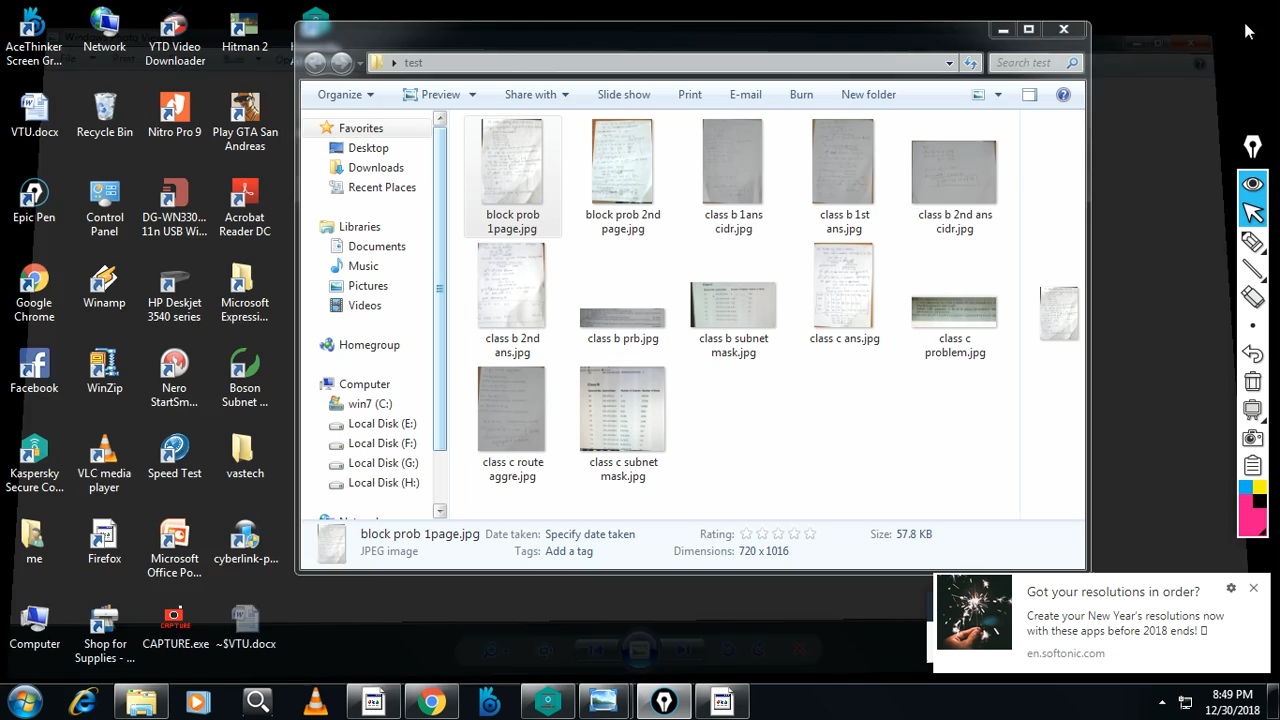 AceThinker
Screen Gr...
Network
YTD Video
Downloader
Hitman 2
VTU.docx
Recycle Bin
Nitro Pro 5
Play GTA San
Andreas
Epic Pen
Control
Panel
DG-WN330...
11n USB Wi...
Acrobat
Reader DC
Google
Chrome
Winamp
HP Deskjet
3540 series
Microsoft
Expressi...
Facebook
WinZip
Nero
StartSm...
Boson
Subnet ...
Kaspersky
Secure Co...
VLC media
player
Speed Test
vastech
me
Firefox
Microsoft
Office Po...
cyberlink-p...
Computer
Shop for
Supplies - ...
CAPTURE.exe
~$VTU.docx
test
Search test
Organize
Preview
Share with
Slide show
Print
E-mail
Burn
New folder
Favorites
Desktop
Downloads
Recent Places
Libraries
Documents
Music
Pictures
Videos
Homegroup
Computer
win7 (C:)
Local Disk (E:)
Local Disk (F:)
Local Disk (G:)
Local Disk (H:)
block prob
1page.jpg
block prob 2nd
page.jpg
class b 1ans
cidr.jpg
class b 1st
ans.jpg
class b 2nd ans
cidr.jpg
class b 2nd
ans.jpg
class b prb.jpg
class b subnet
mask.jpg
class c ans.jpg
class c
problem.jpg
class c route
aggre.jpg
class c subnet
mask.jpg
block prob 1page.jpg Date taken: Specify date taken Rating: Size: 57.8 KB
JPEG image Tags: Add a tag Dimensions: 720 x 1016
Got your resolutions in order?
Create your New Year's resolutions now
with these apps before 2018 ends!
en.softonic.com
8:49 PM
12/30/2018